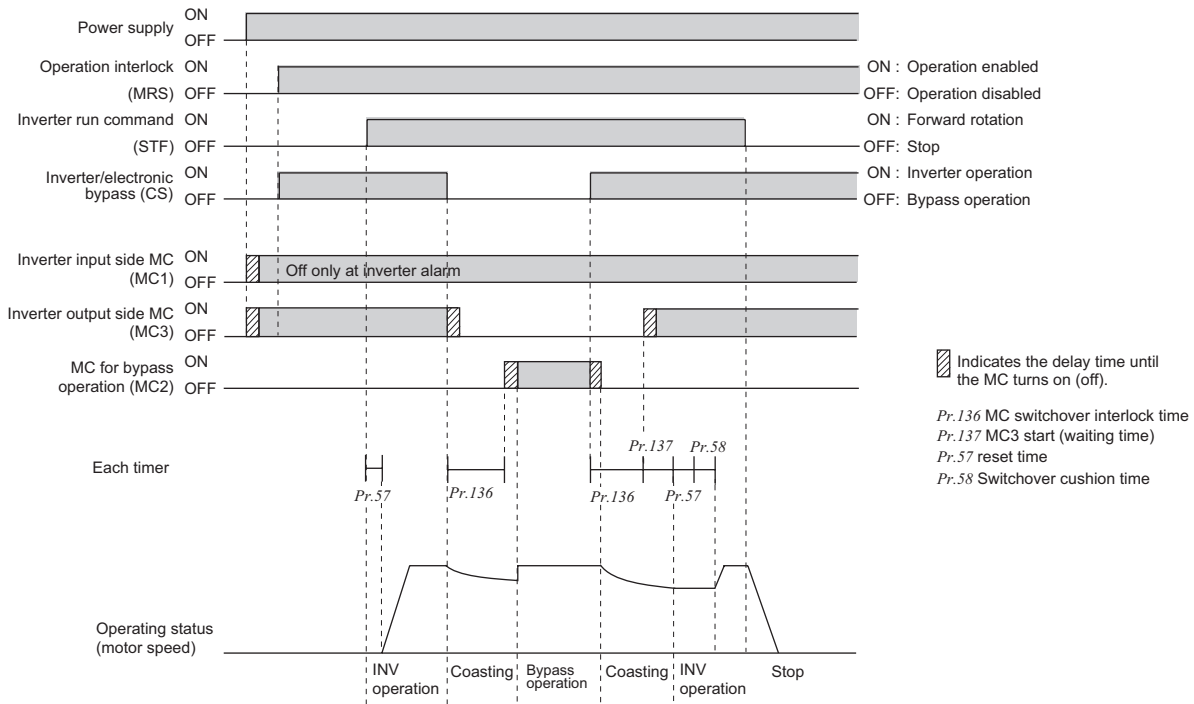 Power supply ON
OFF
Operation interlock ON
(MRS) OFF
ON : Operation enabled
OFF: Operation disabled
Inverter run command ON
(STF) OFF
ON : Forward rotation
OFF: Stop
Inverter/electronic ON
bypass (CS) OFF
ON : Inverter operation
OFF: Bypass operation
Inverter input side MC ON
(MC1) OFF
Off only at inverter alarm
Inverter output side MC ON
(MC3) OFF
MC for bypass ON
operation (MC2) OFF
Indicates the delay time until
the MC turns on (off).
Pr.136 MC switchover interlock time
Pr.137 MC3 start (waiting time)
Pr.57 reset time
Pr.58 Switchover cushion time
Each timer
Pr.137 Pr.58
Pr.57 Pr.136 Pr.136 Pr.57
Operating status
(motor speed)
INV
operation
Coasting
Bypass
operation
Coasting
INV
operation
Stop